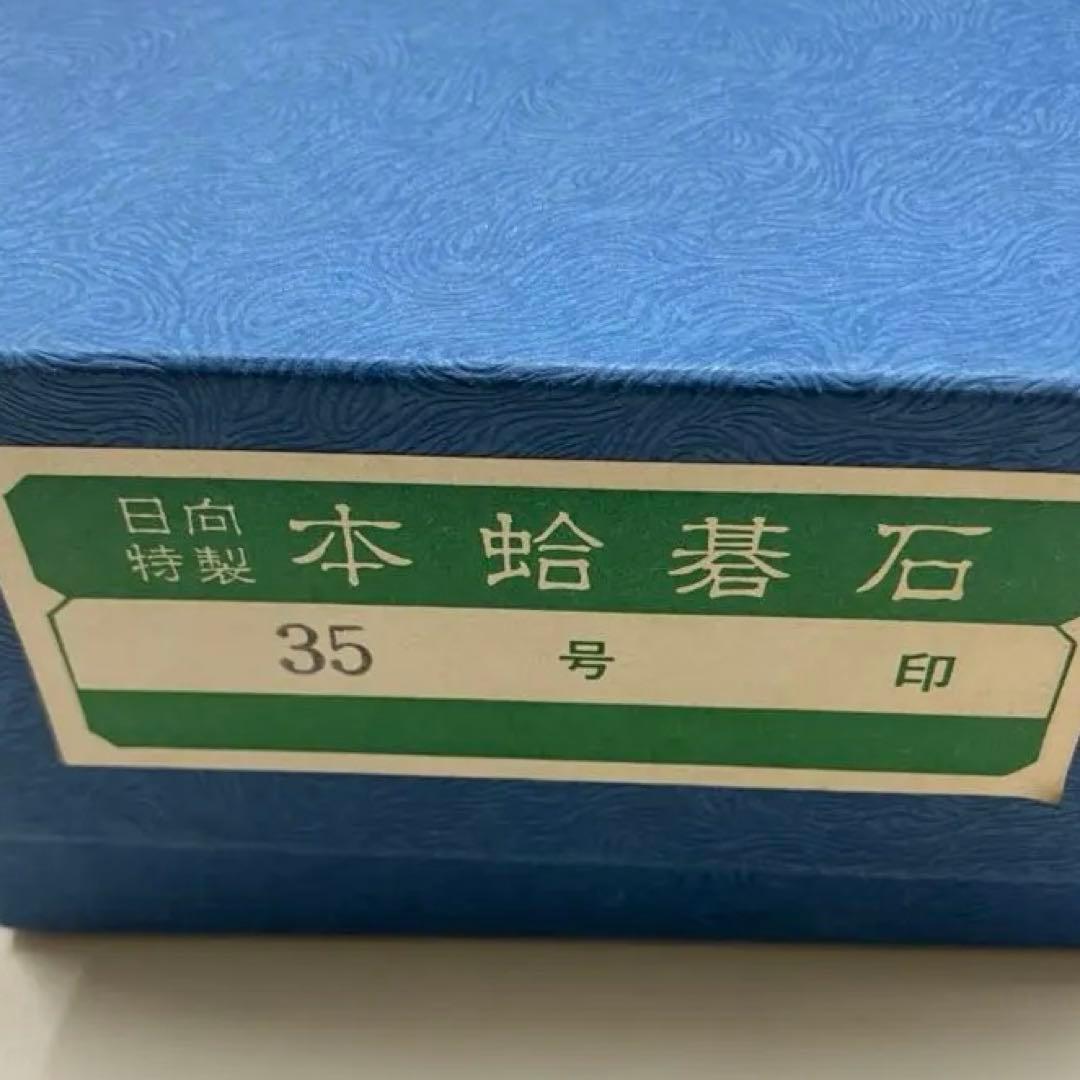 日向
特製
本蛤碁石
35 号 印